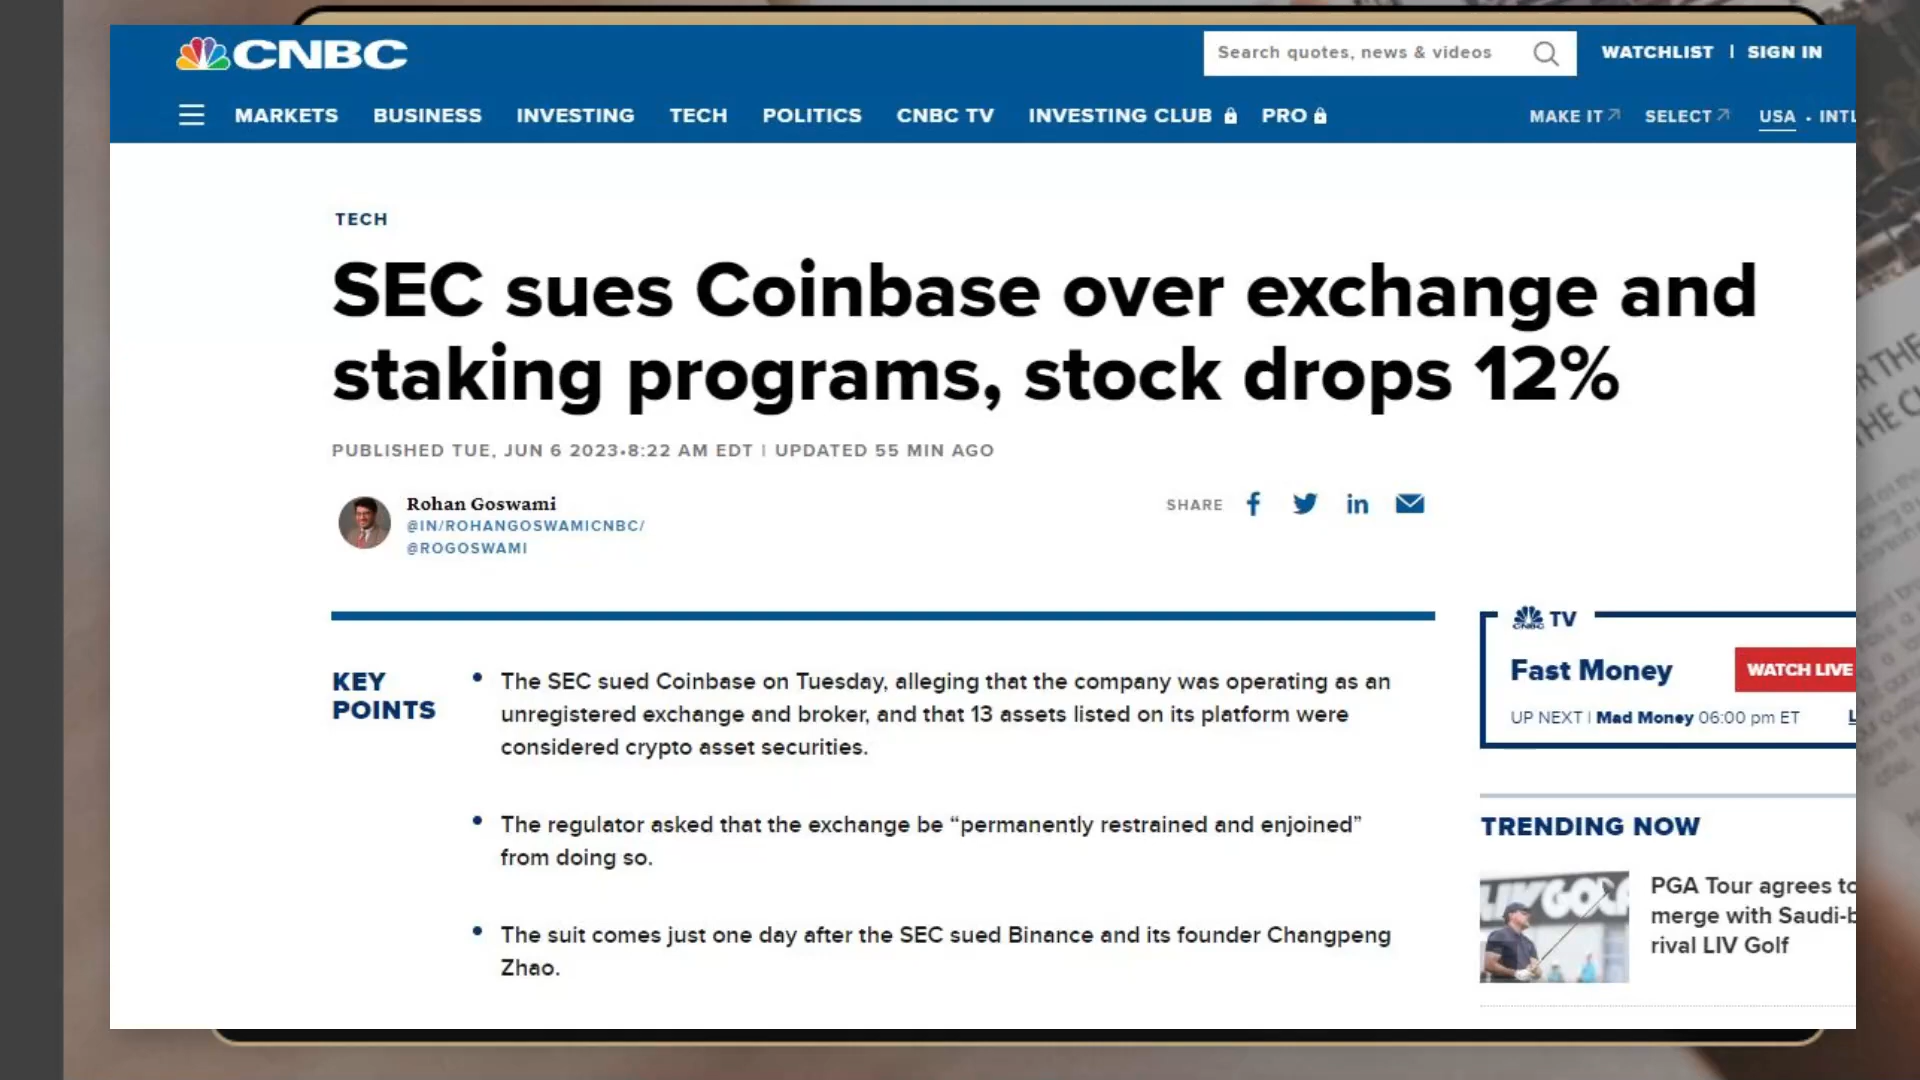 CNBC
Search quotes, news & videos
WATCHLIST | SIGN IN
MARKETS BUSINESS INVESTING TECH POLITICS CNBC TV INVESTING CLUB PRO
MAKE IT SELECT USA • INTL
TECH
SEC sues Coinbase over exchange and
staking programs, stock drops 12%
PUBLISHED TUE, JUN 6 2023•8:22 AM EDT | UPDATED 55 MIN AGO
Rohan Goswami
@IN/ROHANGOSWAMICNBC/
@ROGOSWAMI
SHARE
KEY
POINTS
• The SEC sued Coinbase on Tuesday, alleging that the company was operating as an
unregistered exchange and broker, and that 13 assets listed on its platform were
considered crypto asset securities.
• The regulator asked that the exchange be “permanently restrained and enjoined”
from doing so.
• The suit comes just one day after the SEC sued Binance and its founder Changpeng
Zhao.
CNBC TV
Fast Money
WATCH LIVE
UP NEXT | Mad Money 06:00 pm ET
L
TRENDING NOW
LIV GOLF
PGA Tour agrees to
merge with Saudi-b
rival LIV Golf
R THE
THE C